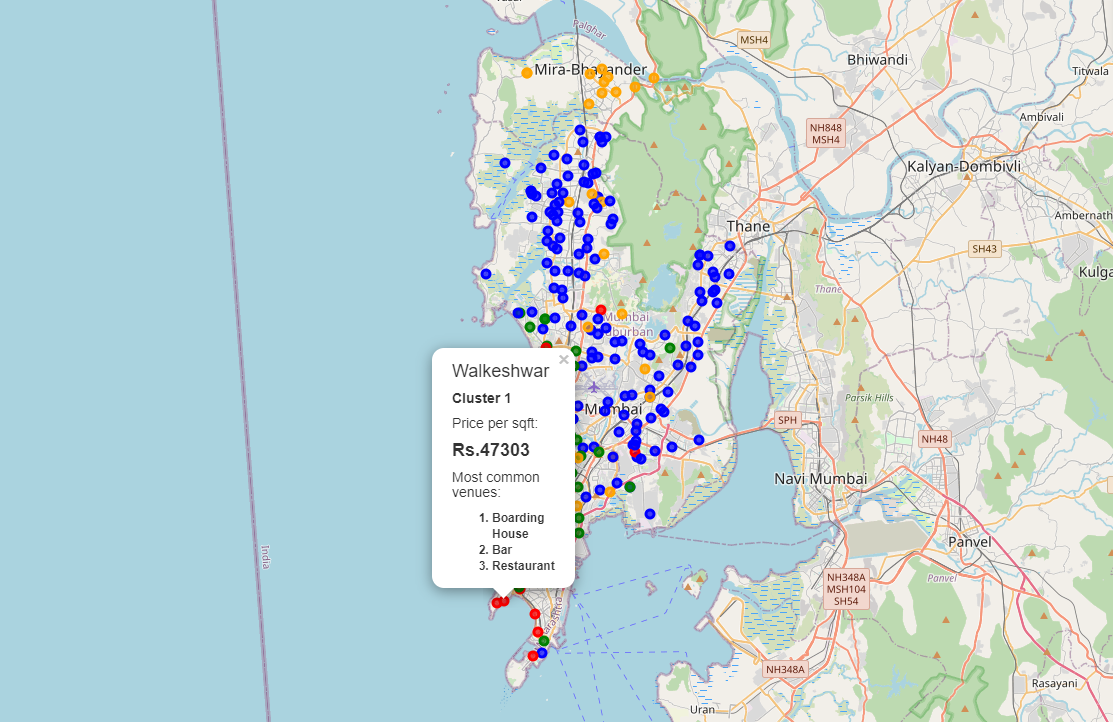 Palghar
MSH4
Mira-Bhayander
Bhiwandi
Titwala
Ambivali
NH848
MSH4
Kalyan-Dombivli
Ambernath
Thane
SH43
Kulga
Thane
Mumbai
Suburban
Walkeshwar
×
Cluster 1
Price per sqft:
Rs.47303
Most common
venues:
1. Boarding
House
2. Bar
3. Restaurant
Mumbai
Parsik Hills
SPH
NH48
Navi Mumbai
Panvel
India
NH348A
MSH104
SH54
Panvel
NH348A
Rasayani
Uran